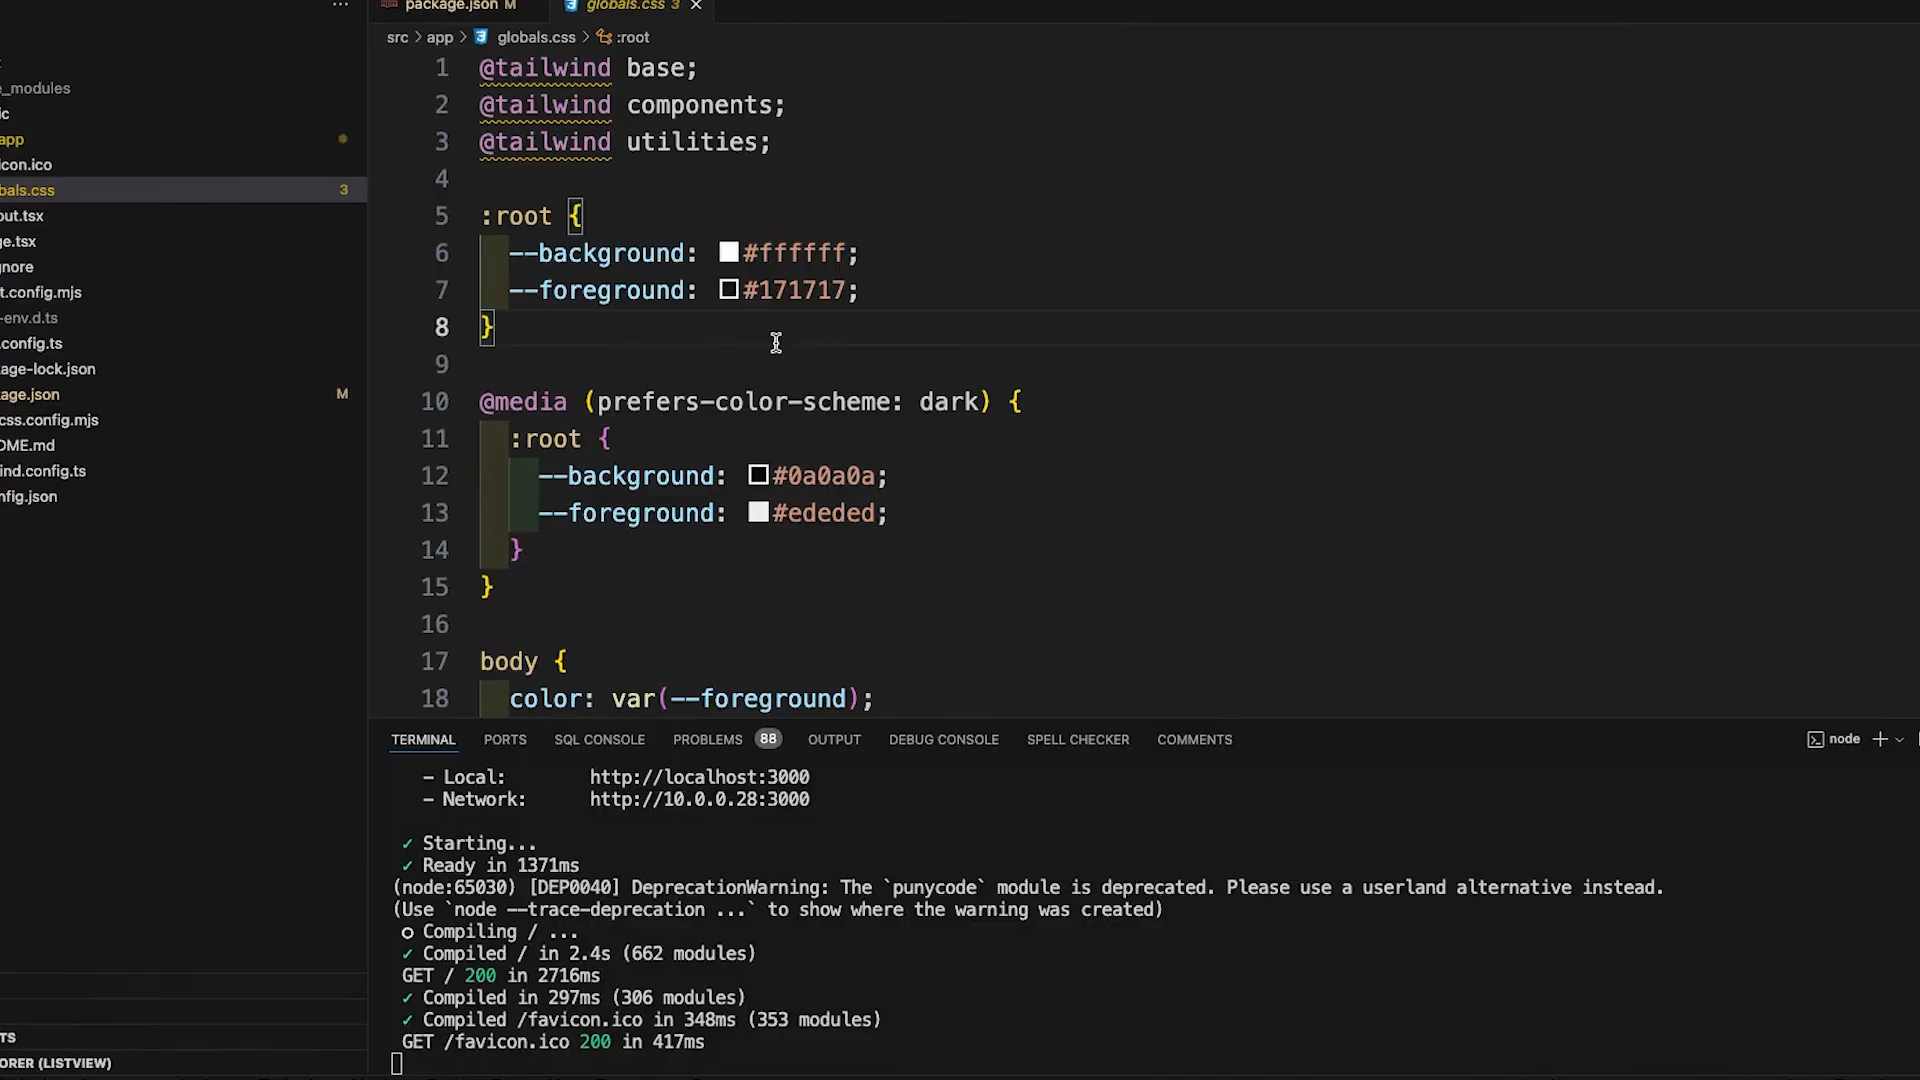 package.json M
globals.css 3
src > app > globals.css > :root
e_modules
ic
app
icon.ico
bals.css 3
out.tsx
ge.tsx
gnore
t.config.mjs
-env.d.ts
.config.ts
age-lock.json
age.json M
css.config.mjs
OME.md
ind.config.ts
nfig.json
TS
ORER (LISTVIEW)
1 @tailwind base;
2 @tailwind components;
3 @tailwind utilities;
4
5 :root {
6 --background: #ffffff;
7 --foreground: #171717;
8 }
9
10 @media (prefers-color-scheme: dark) {
11 :root {
12 --background: #0a0a0a;
13 --foreground: #ededed;
14 }
15 }
16
17 body {
18 color: var(--foreground);
TERMINAL PORTS SQL CONSOLE PROBLEMS 88 OUTPUT DEBUG CONSOLE SPELL CHECKER COMMENTS node
- Local: http://localhost:3000
- Network: http://10.0.0.28:3000
✓ Starting...
✓ Ready in 1371ms
(node:65030) [DEP0040] DeprecationWarning: The `punycode` module is deprecated. Please use a userland alternative instead.
(Use `node --trace-deprecation ...` to show where the warning was created)
○ Compiling / ...
✓ Compiled / in 2.4s (662 modules)
GET / 200 in 2716ms
✓ Compiled in 297ms (306 modules)
✓ Compiled /favicon.ico in 348ms (353 modules)
GET /favicon.ico 200 in 417ms